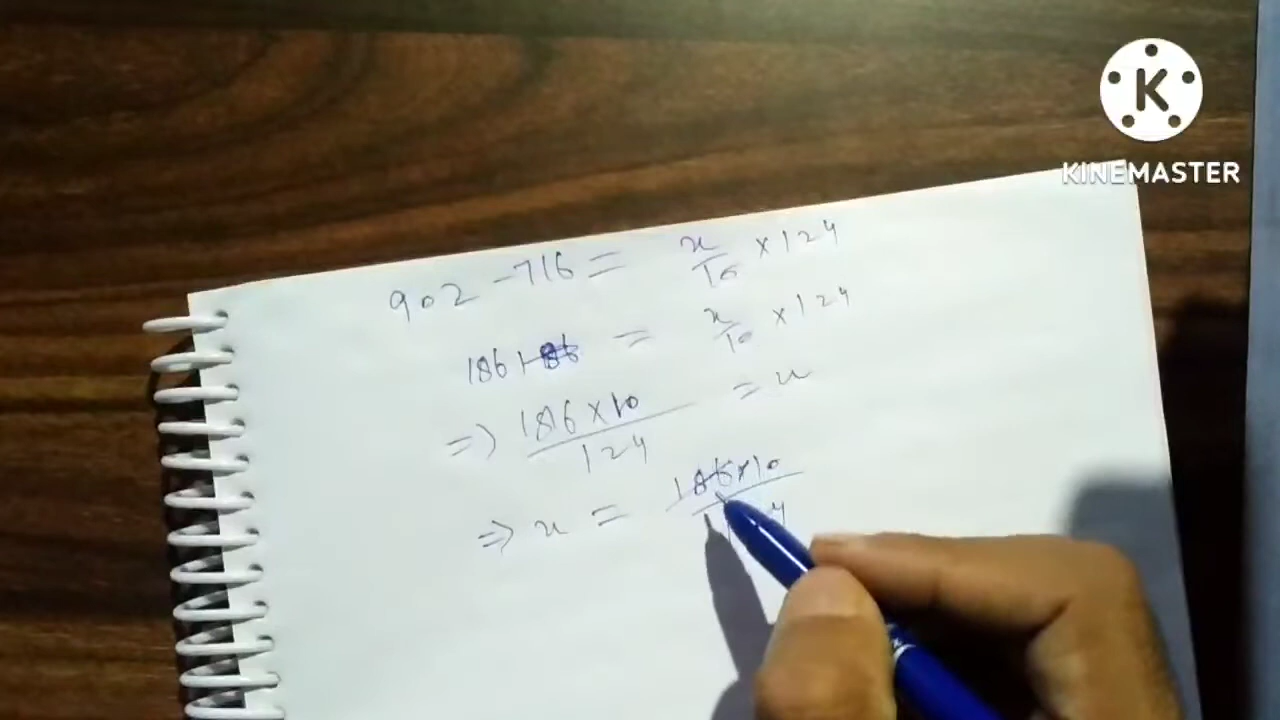 K
KINEMASTER
902 - 716 = x/10 × 124
186 = x/10 × 124
=> 186 × 10 / 124 = x
=> x = 186 × 10 /